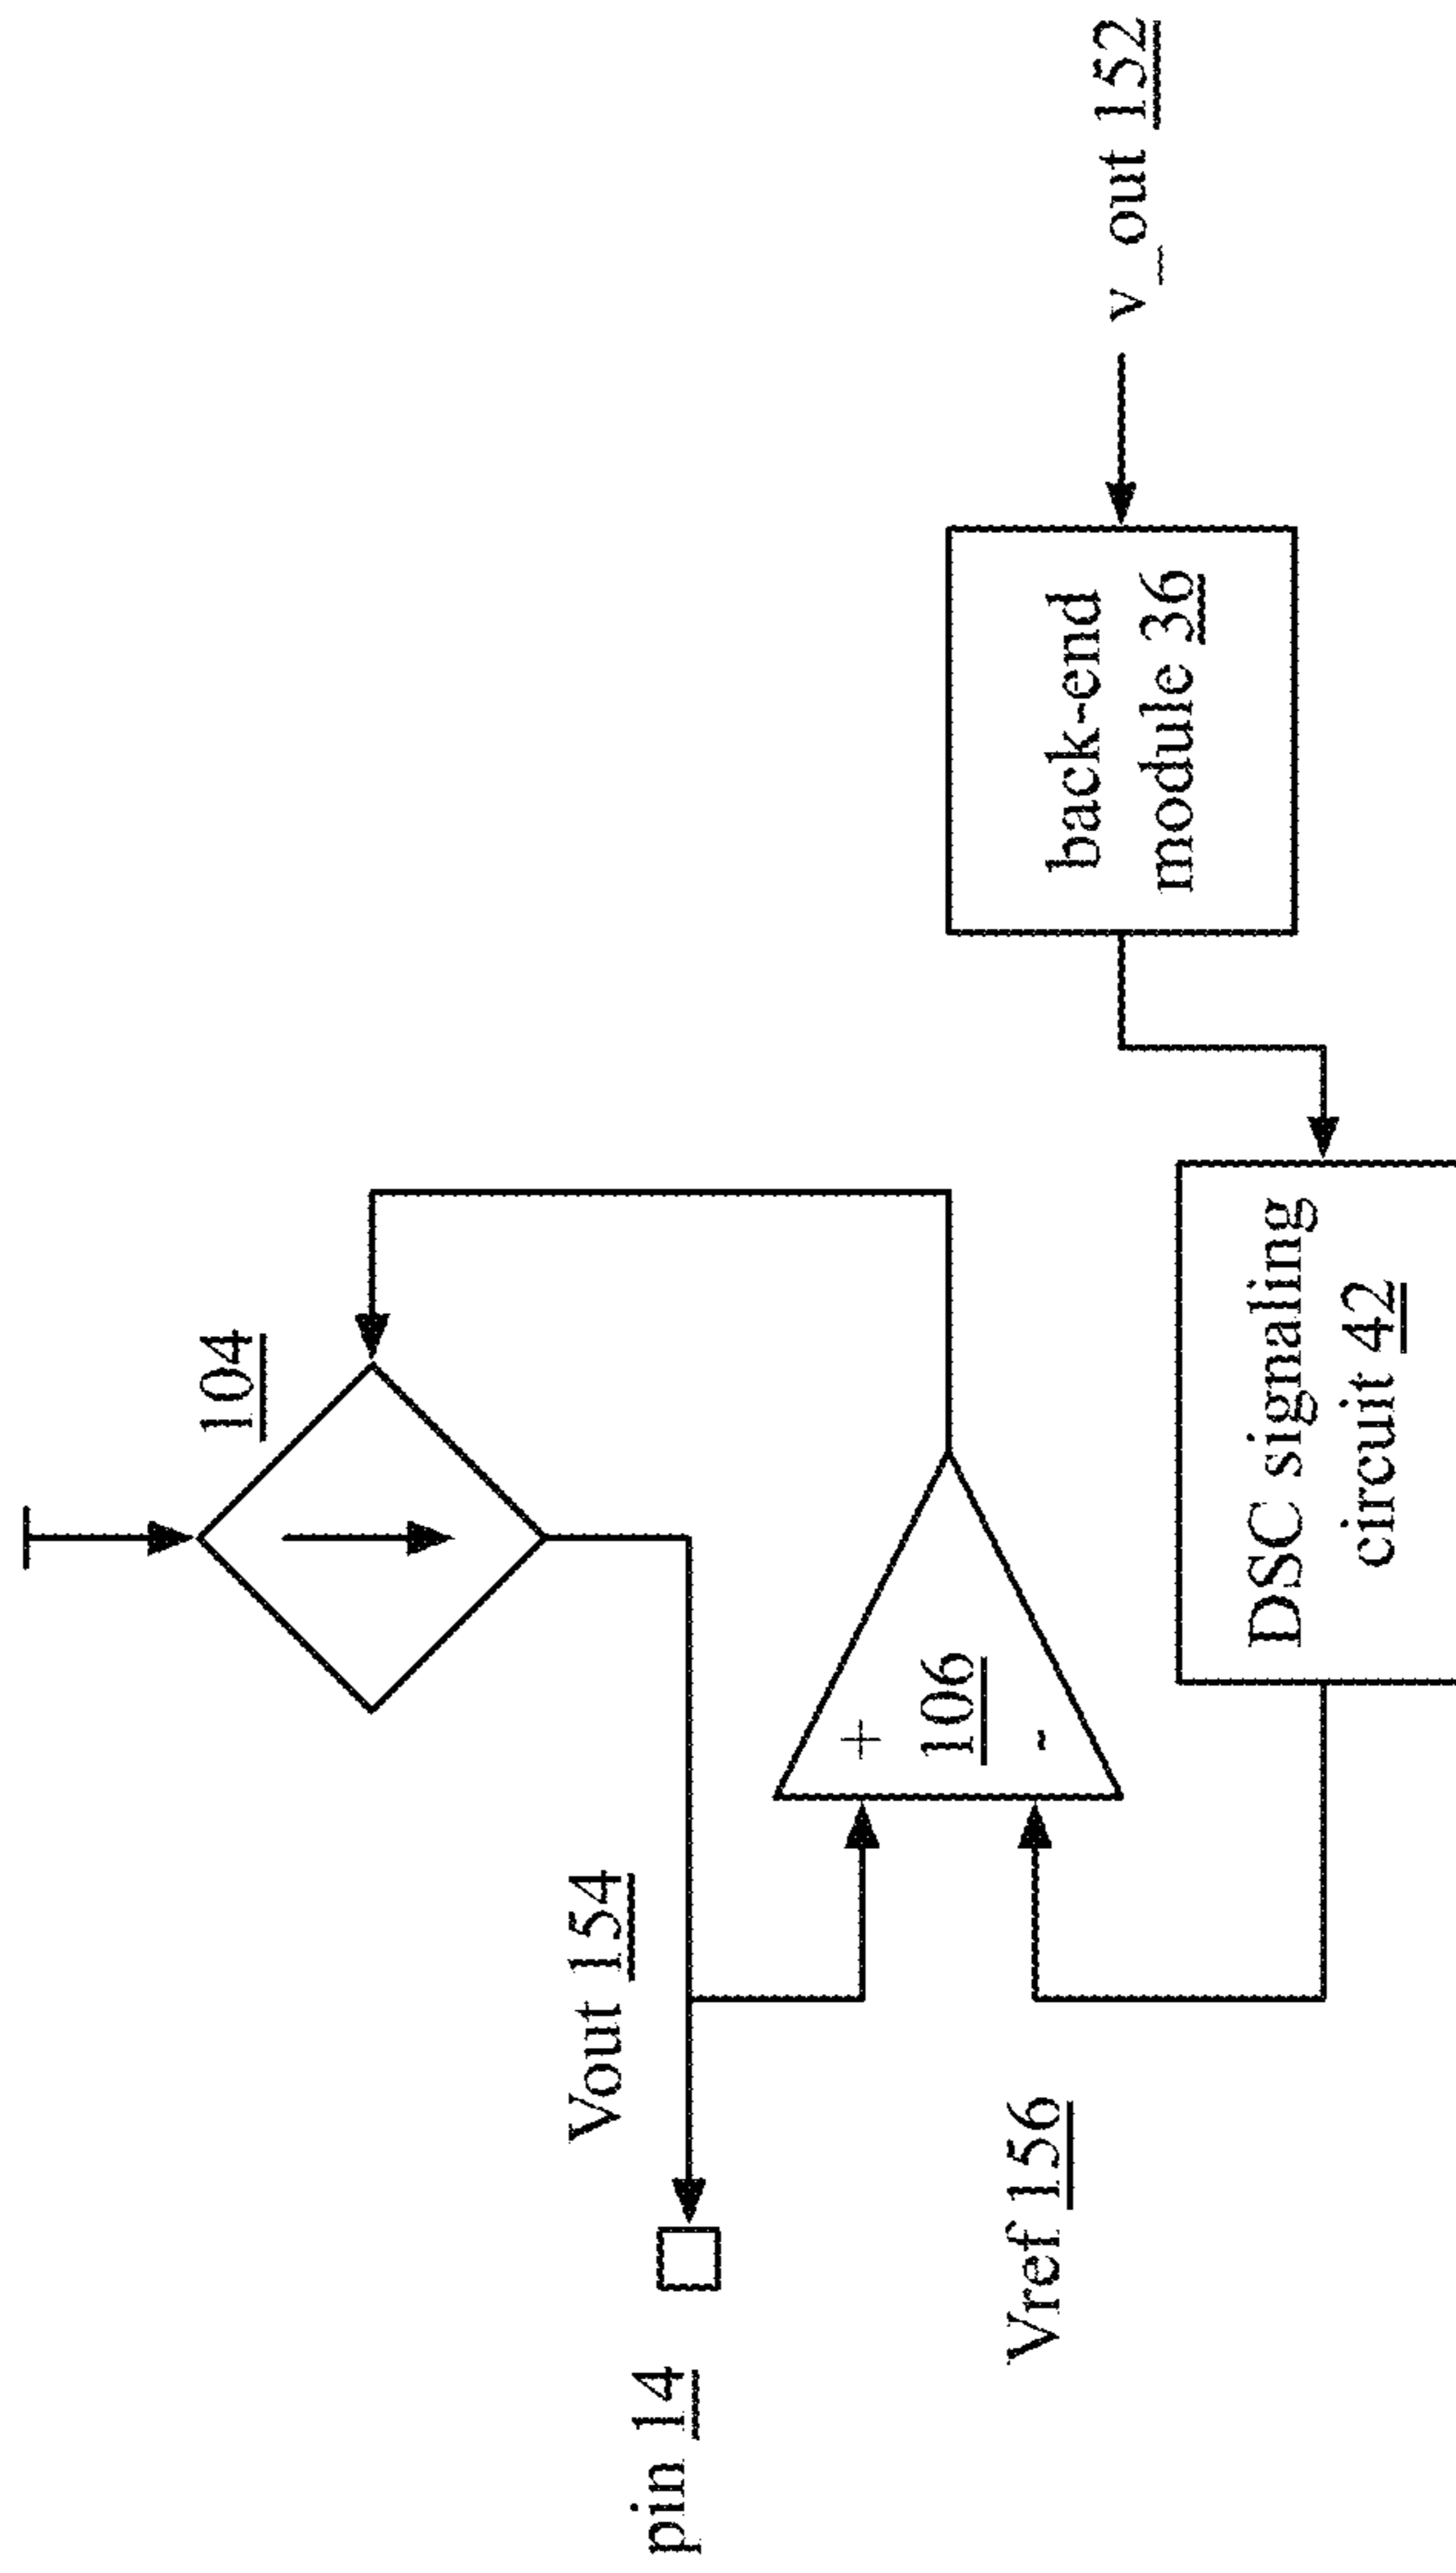 104
Vout 154
pin 14
+
106
-
Vref 156
back-end
module 36
v_out 152
DSC signaling
circuit 42